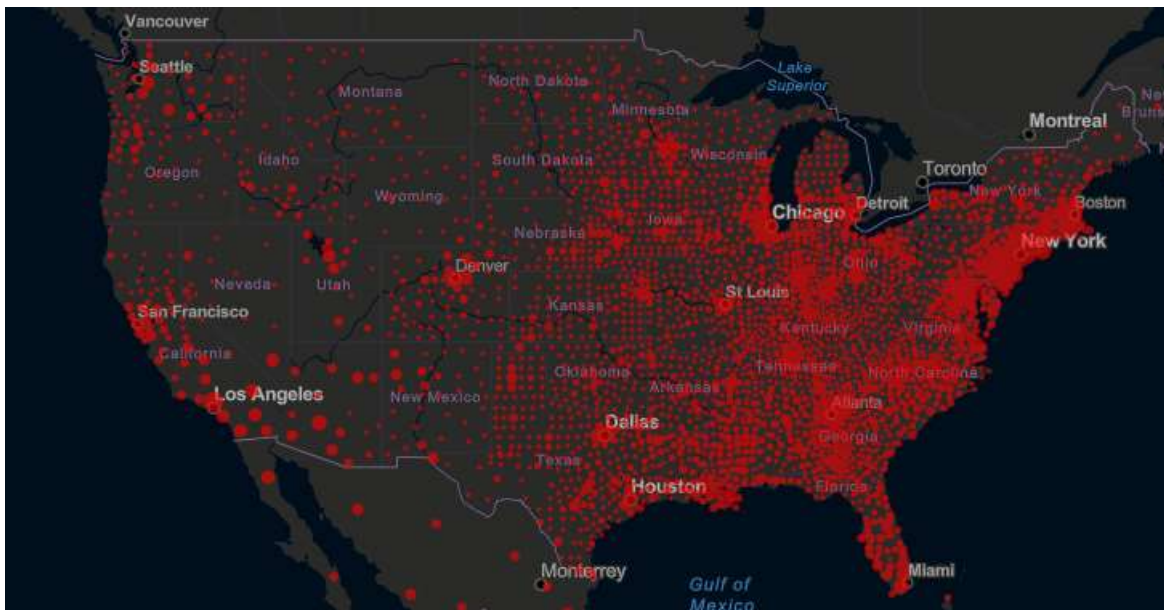 Vancouver
Seattle
Lake
Superior
North Dakota
Montana
Minnesota
Montreal
New
Brun
Oregon
Idaho
South Dakota
Wisconsin
Toronto
Wyoming
New York
Detroit
Boston
Chicago
Iowa
Nebraska
New York
Denver
Ohio
Nevada
Utah
St Louis
Kansas
San Francisco
Kentucky
Virginia
California
Tennessee
Oklahoma
North Carolina
Arkansas
Los Angeles
New Mexico
Atlanta
Dallas
Georgia
Texas
Houston
Florida
Monterrey
Miami
Gulf of
Mexico